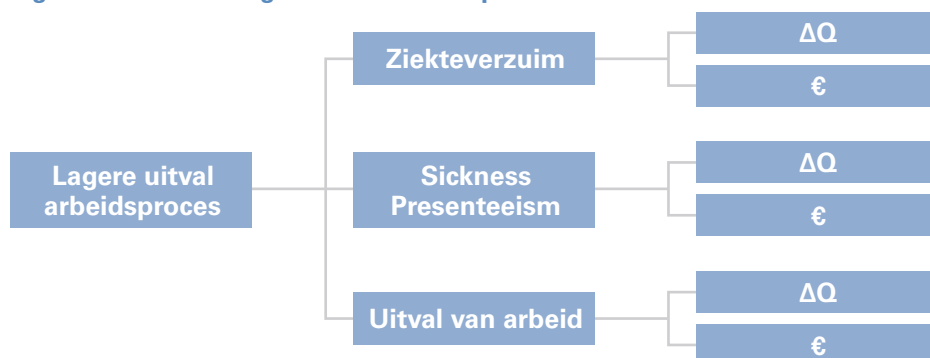 Ziekteverzuim
ΔQ
€
Lagere uitval
arbeidsproces
Sickness
Presenteeism
ΔQ
€
Uitval van arbeid
ΔQ
€